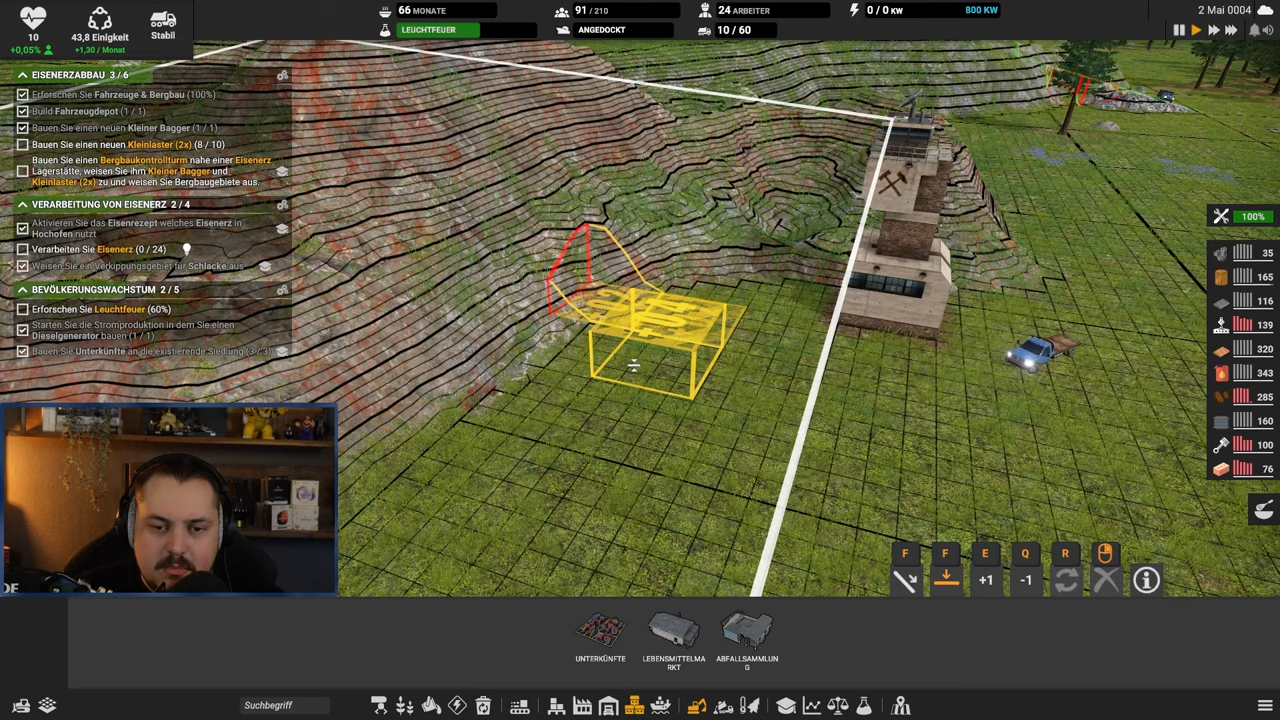 66 MONATE
91 / 210
24 ARBEITER
0 / 0 KW
800 KW
2 Mai 0004
LEUCHTFEUER
ANGEDOCKT
10 / 60
10
+0,05%
43,8 Einigkeit
+1,30 / Monat
Stabil
EISENERZABBAU 3 / 6
Erforschen Sie Fahrzeuge & Bergbau (100%)
Build Fahrzeugdepot (1 / 1)
Bauen Sie einen neuen Kleiner Bagger (1 / 1)
Bauen Sie einen neuen Kleinlaster (2x) (8 / 10)
Bauen Sie einen Bergbaukontrollturm nahe einer Eisenerz
Lagerstätte, weisen Sie ihm Kleiner Bagger und
Kleinlaster (2x) zu und weisen Sie Bergbaugebiete aus.
VERARBEITUNG VON EISENERZ 2 / 4
Aktivieren Sie das Eisenrezept welches Eisenerz in
Hochofen nutzt
Verarbeiten Sie Eisenerz (0 / 24)
Weisen Sie ein Verkippungsgebiet für Schlacke aus
BEVÖLKERUNGSWACHSTUM 2 / 5
Erforschen Sie Leuchtfeuer (60%)
Starten Sie die Stromproduktion in dem Sie einen
Dieselgenerator bauen (1 / 1)
Bauen Sie Unterkünfte an die existierende Siedlung (3 / 3)
100%
35
165
116
139
320
343
285
160
100
76
F
F
E
Q
R
+1
-1
UNTERKÜNFTE
LEBENSMITTELMA
RKT
ABFALLSAMMLUN
G
Suchbegriff